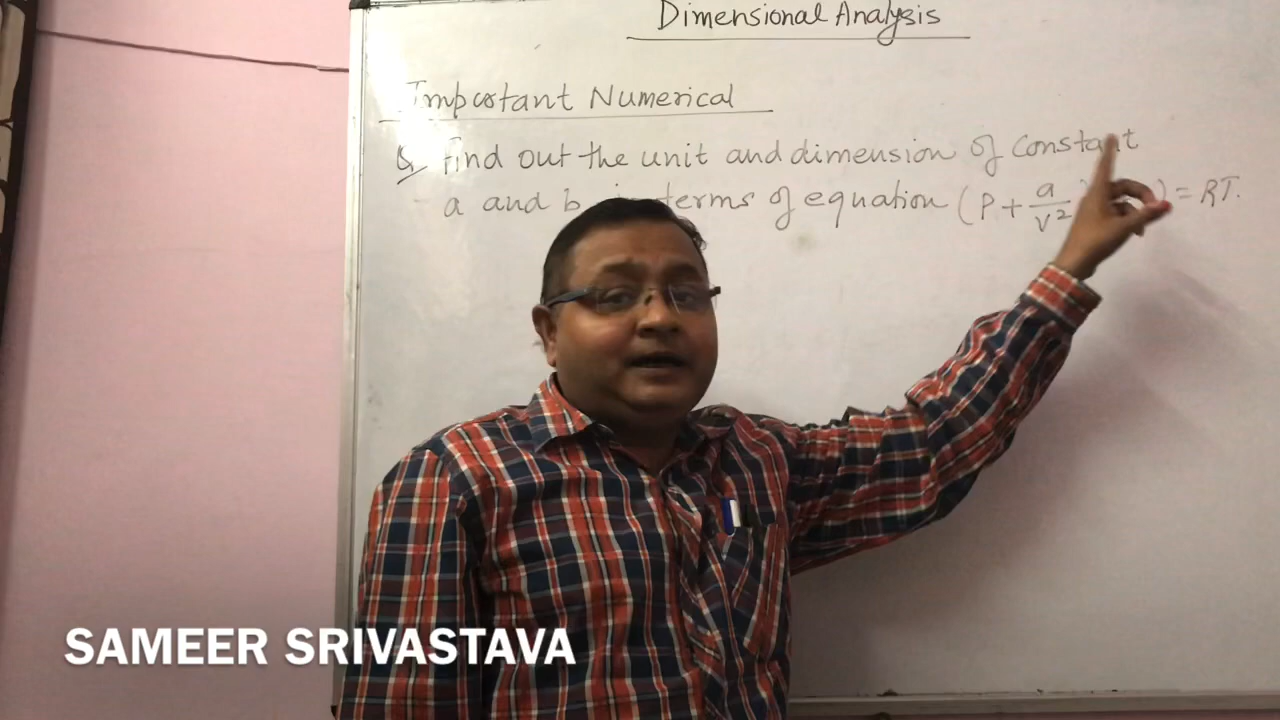 Dimensional Analysis
Important Numerical
Q Find out the unit and dimension of constant
a and b terms of equation (P + a/V²) = RT.
SAMEER SRIVASTAVA